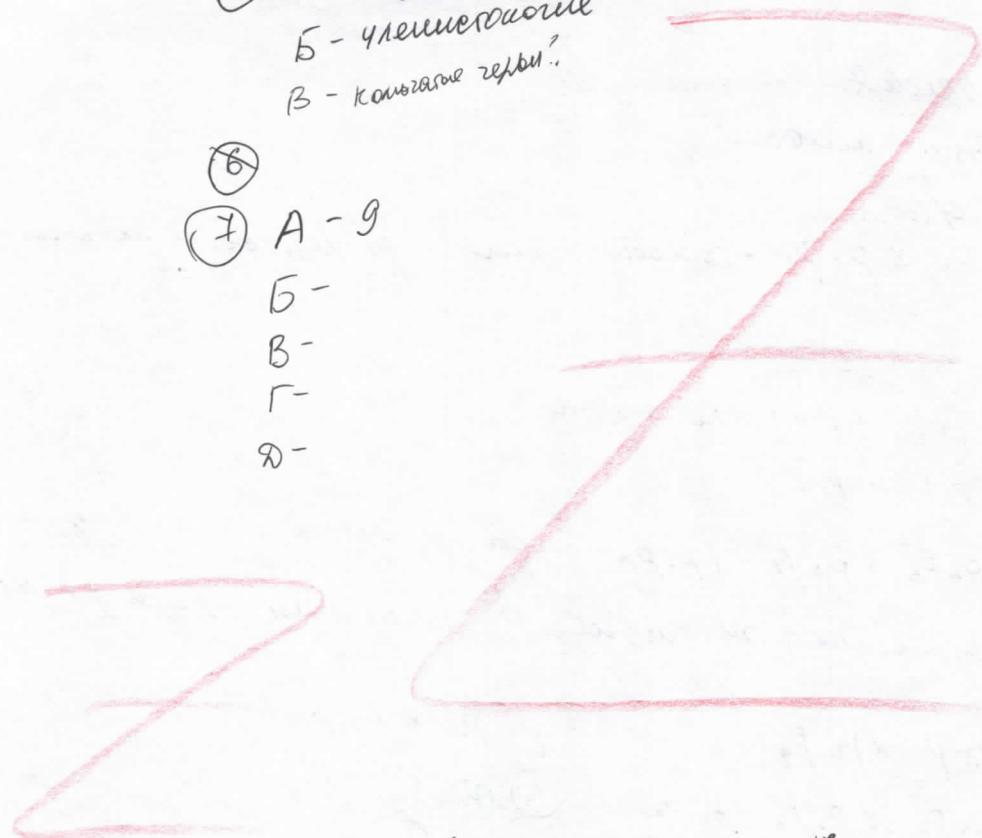 Б - членистоногие
В - кольчатые черви?
6
7 А - 9
Б -
В -
Г -
Д -